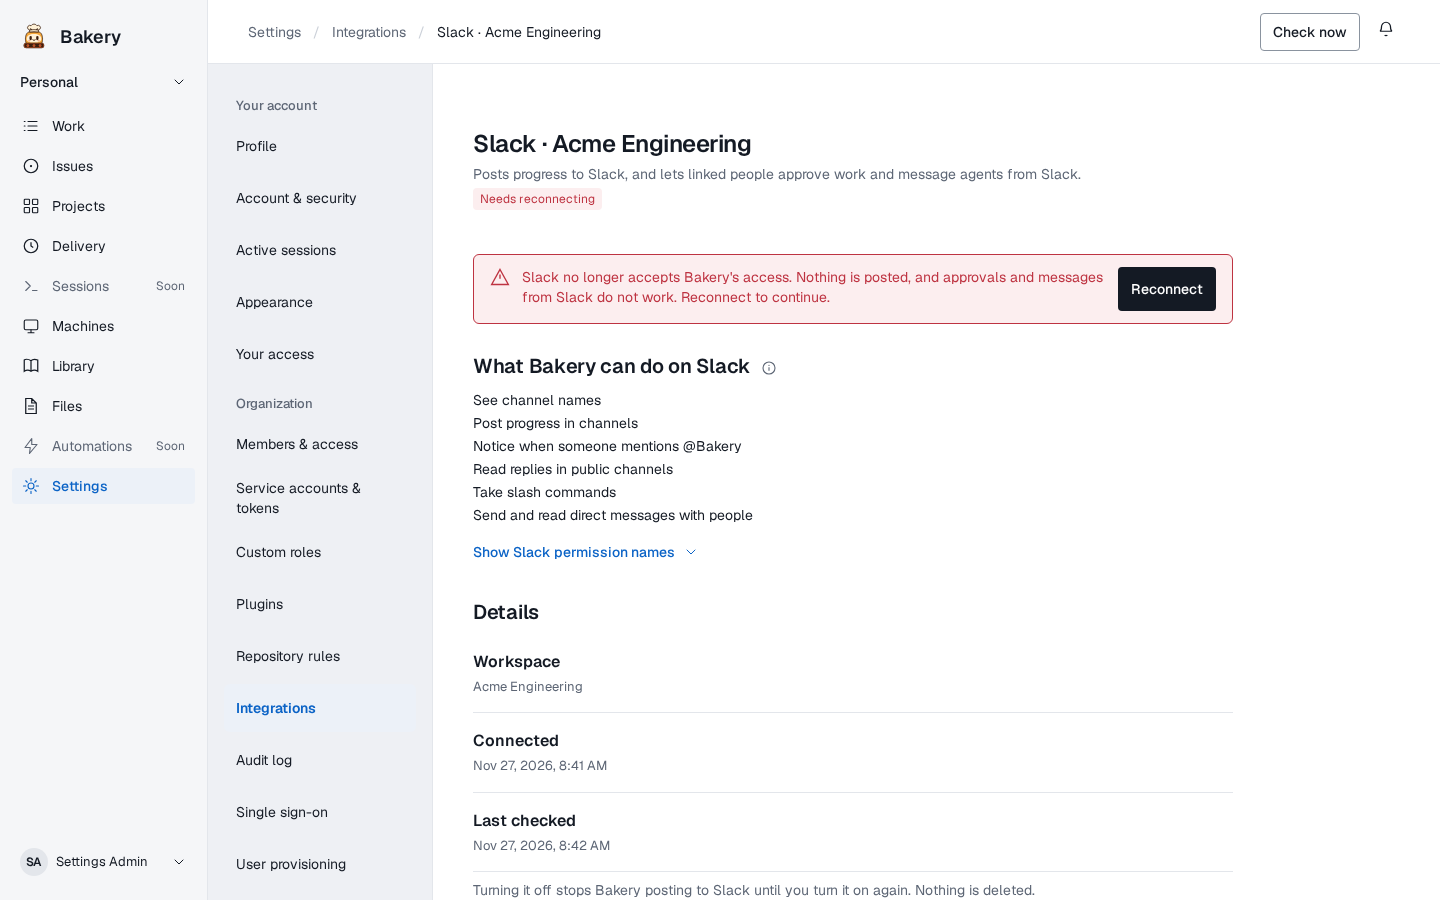 Bakery
Personal
Work
Issues
Projects
Delivery
Sessions Soon
Machines
Library
Files
Automations Soon
Settings
SA Settings Admin
Settings / Integrations / Slack · Acme Engineering
Check now
Your account
Profile
Account & security
Active sessions
Appearance
Your access
Organization
Members & access
Service accounts &
tokens
Custom roles
Plugins
Repository rules
Integrations
Audit log
Single sign-on
User provisioning
Slack · Acme Engineering
Posts progress to Slack, and lets linked people approve work and message agents from Slack.
Needs reconnecting
Slack no longer accepts Bakery's access. Nothing is posted, and approvals and messages
from Slack do not work. Reconnect to continue.
Reconnect
What Bakery can do on Slack
See channel names
Post progress in channels
Notice when someone mentions @Bakery
Read replies in public channels
Take slash commands
Send and read direct messages with people
Show Slack permission names
Details
Workspace
Acme Engineering
Connected
Nov 27, 2026, 8:41 AM
Last checked
Nov 27, 2026, 8:42 AM
Turning it off stops Bakery posting to Slack until you turn it on again. Nothing is deleted.